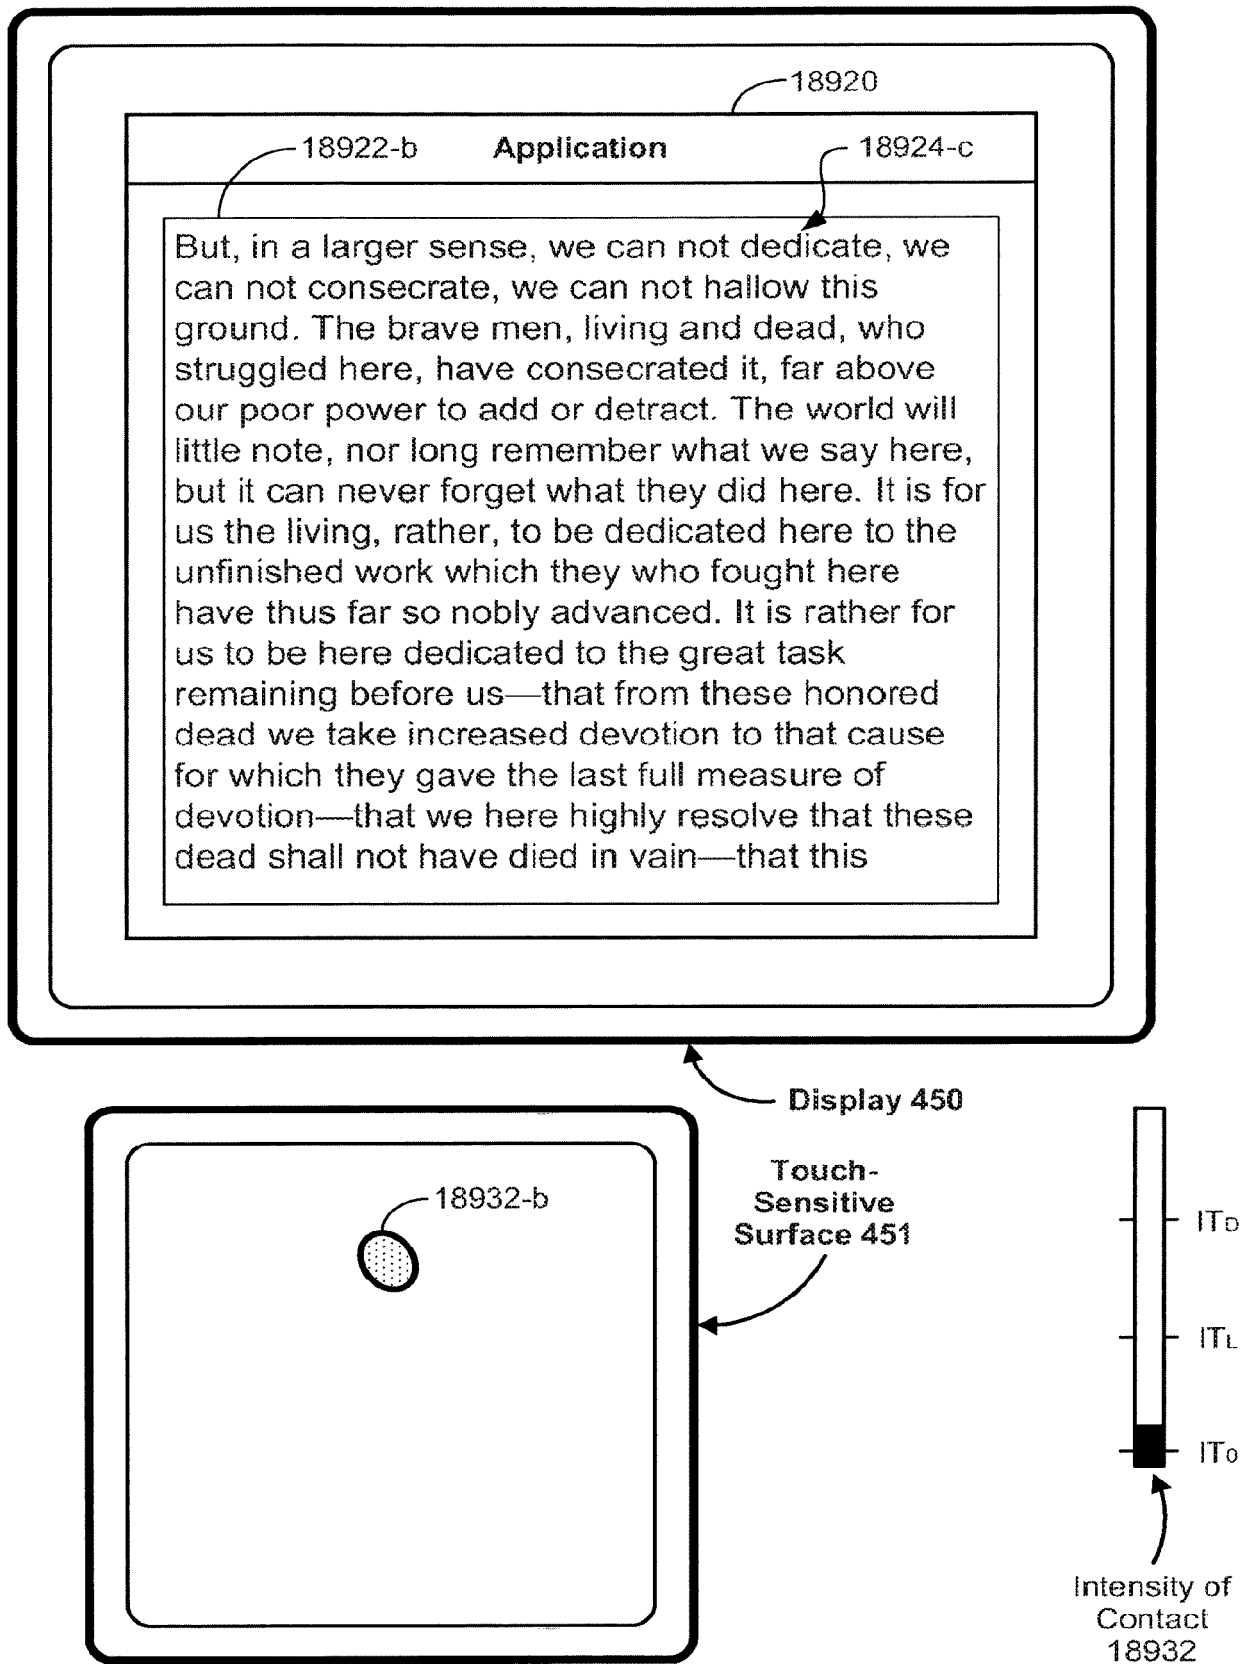 18920
18922-b
Application
18924-c
But, in a larger sense, we can not dedicate, we
can not consecrate, we can not hallow this
ground. The brave men, living and dead, who
struggled here, have consecrated it, far above
our poor power to add or detract. The world will
little note, nor long remember what we say here,
but it can never forget what they did here. It is for
us the living, rather, to be dedicated here to the
unfinished work which they who fought here
have thus far so nobly advanced. It is rather for
us to be here dedicated to the great task
remaining before us—that from these honored
dead we take increased devotion to that cause
for which they gave the last full measure of
devotion—that we here highly resolve that these
dead shall not have died in vain—that this
Display 450
Touch-
Sensitive
Surface 451
18932-b
ITD
ITL
IT0
Intensity of
Contact
18932